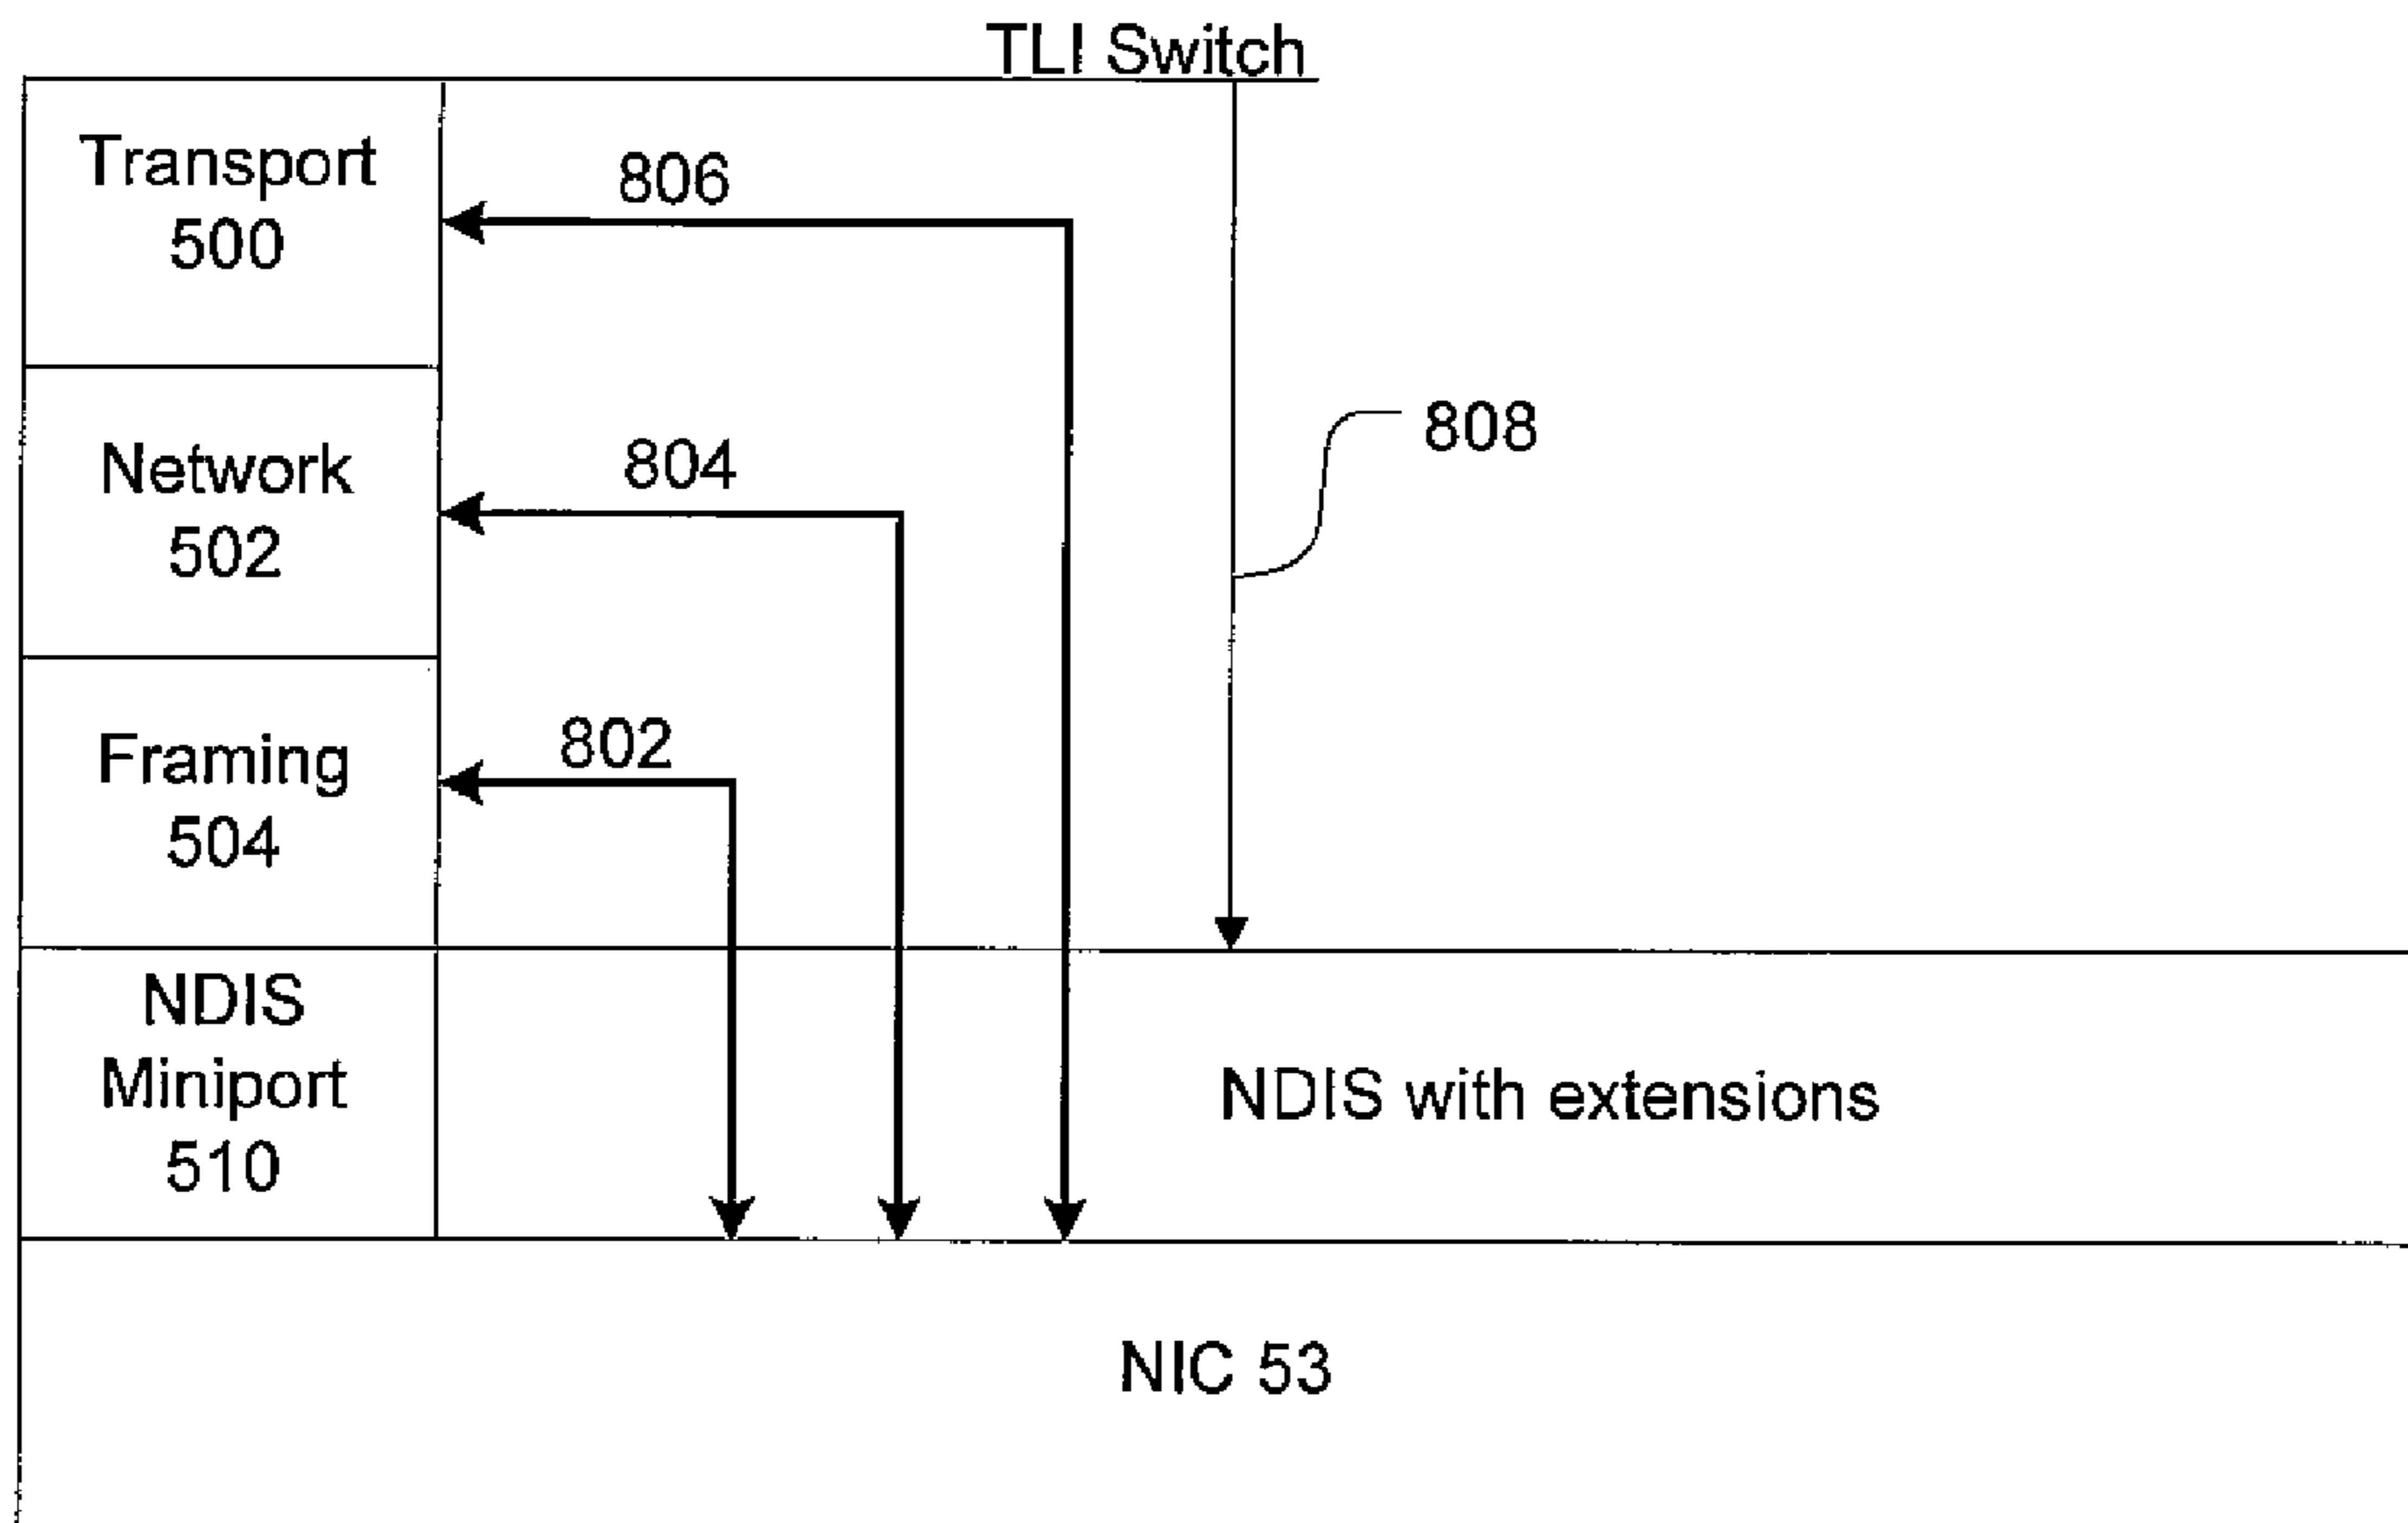 TLI Switch
Transport
500
806
808
Network
502
804
Framing
504
802
NDIS
Miniport
510
NDIS with extensions
NIC 53